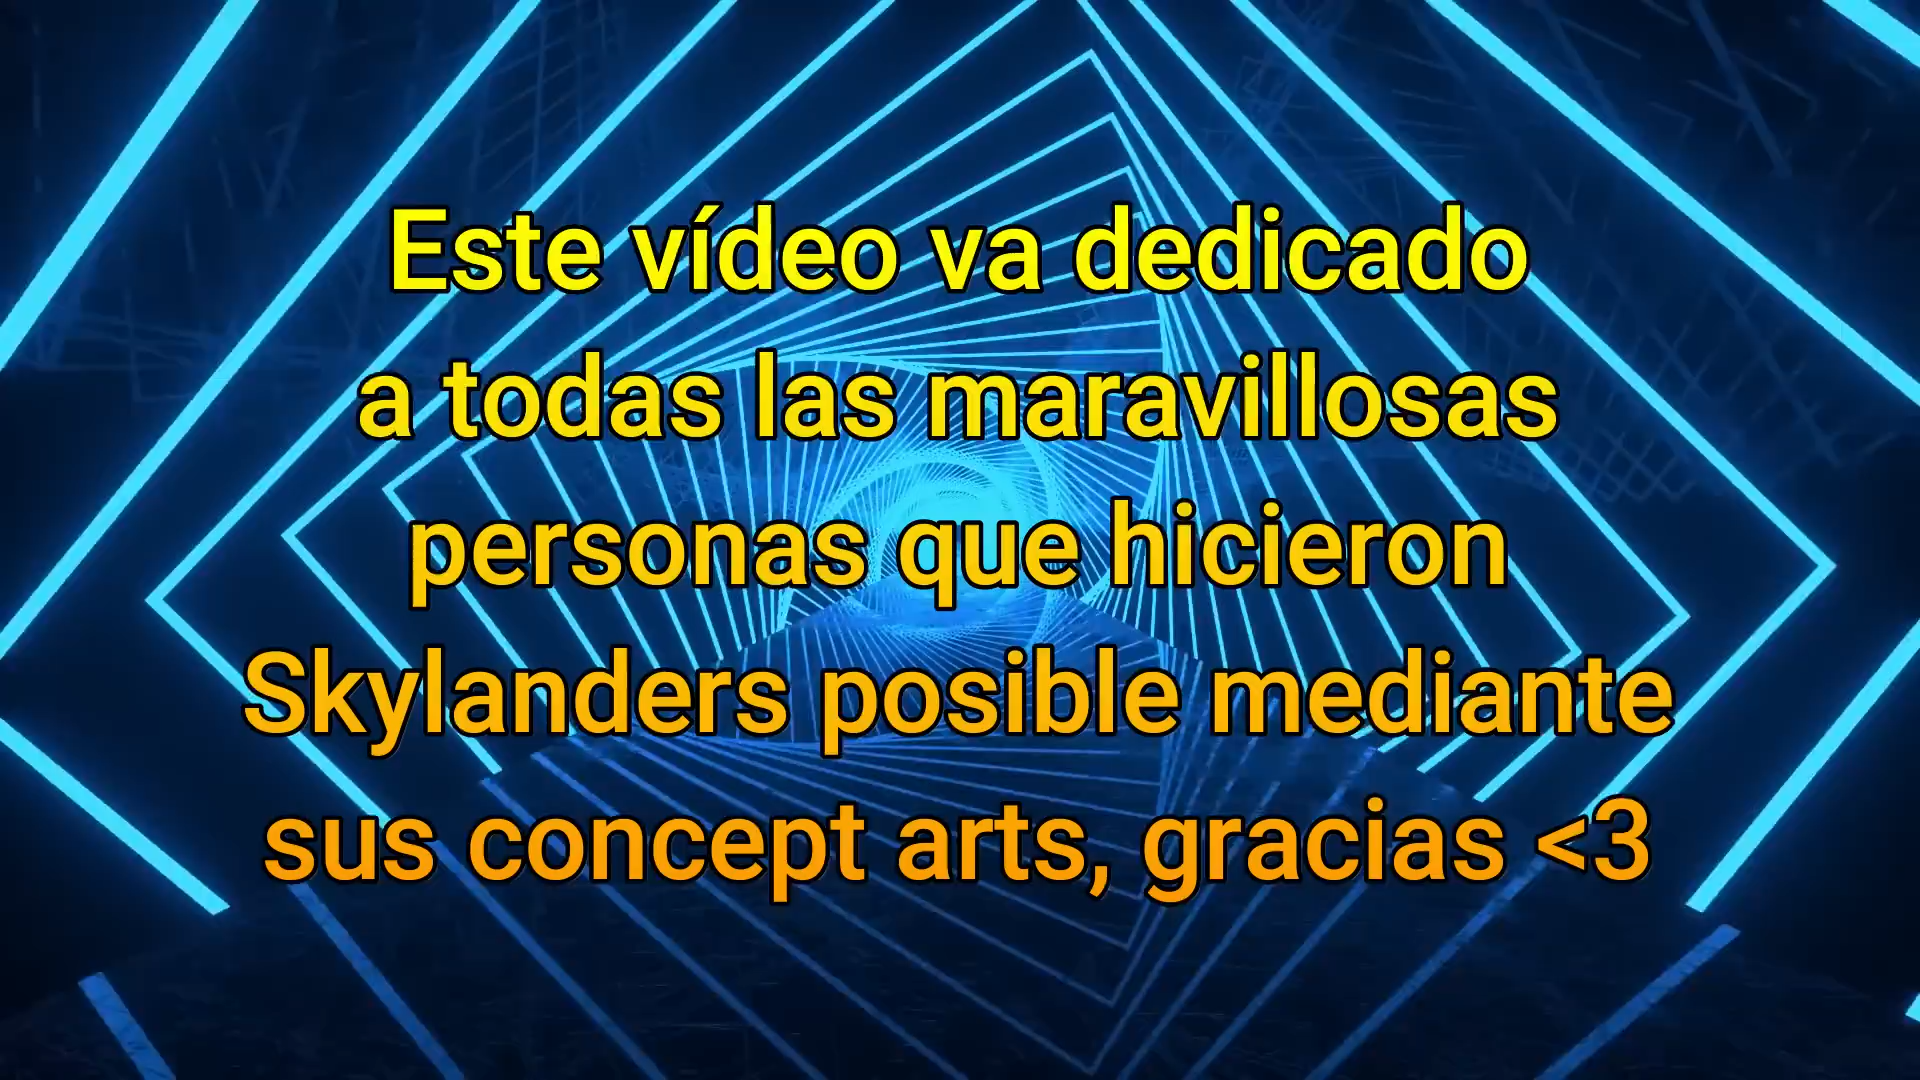 Este vídeo va dedicado
a todas las maravillosas
personas que hicieron
Skylanders posible mediante
sus concept arts, gracias <3